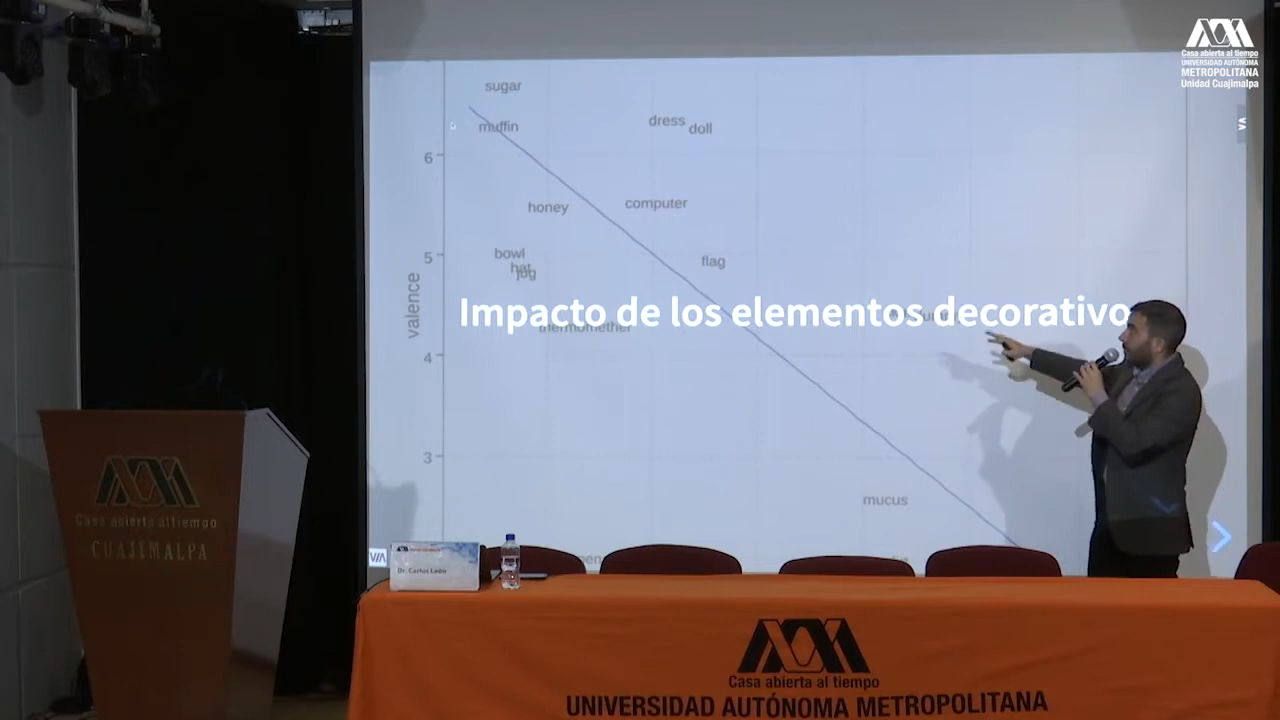 Casa abierta al tiempo
UNIVERSIDAD AUTÓNOMA
METROPOLITANA
Unidad Cuajimalpa
sugar
muffin
dress
doll
6
honey
computer
bowl
hat
jug
5
flag
valence
Impacto de los elementos decorativo
thermomether
4
3
mucus
Casa abierta al tiempo
CUAJIMALPA
Dr. Carlos León
Casa abierta al tiempo
UNIVERSIDAD AUTÓNOMA METROPOLITANA